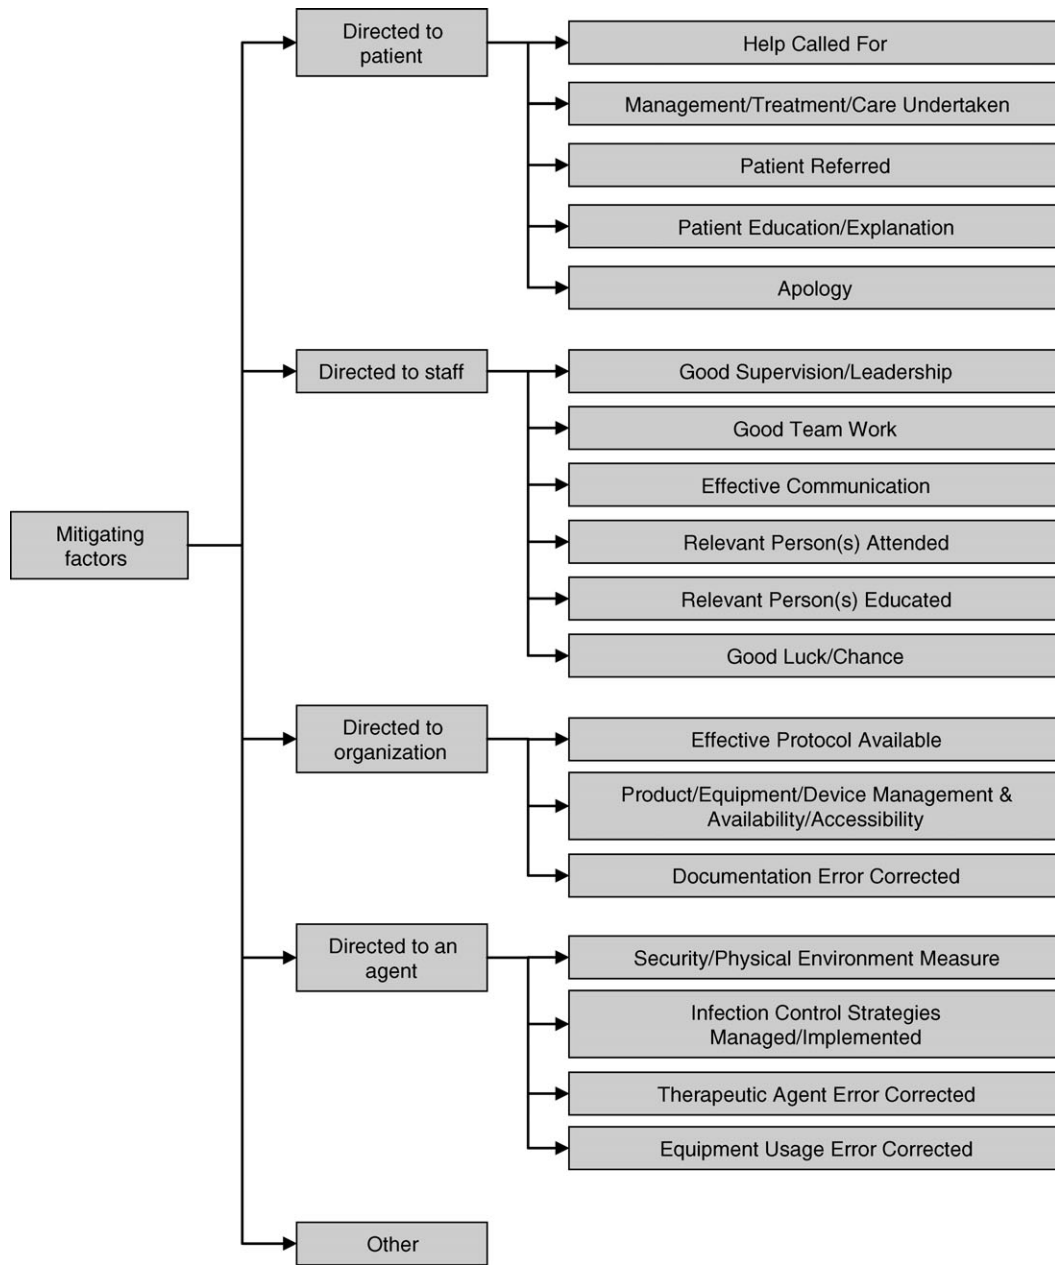 Directed to
patient
Help Called For
Management/Treatment/Care Undertaken
Patient Referred
Patient Education/Explanation
Apology
Directed to staff
Good Supervision/Leadership
Good Team Work
Effective Communication
Relevant Person(s) Attended
Relevant Person(s) Educated
Good Luck/Chance
Mitigating
factors
Directed to
organization
Effective Protocol Available
Product/Equipment/Device Management &
Availability/Accessibility
Documentation Error Corrected
Directed to an
agent
Security/Physical Environment Measure
Infection Control Strategies
Managed/Implemented
Therapeutic Agent Error Corrected
Equipment Usage Error Corrected
Other